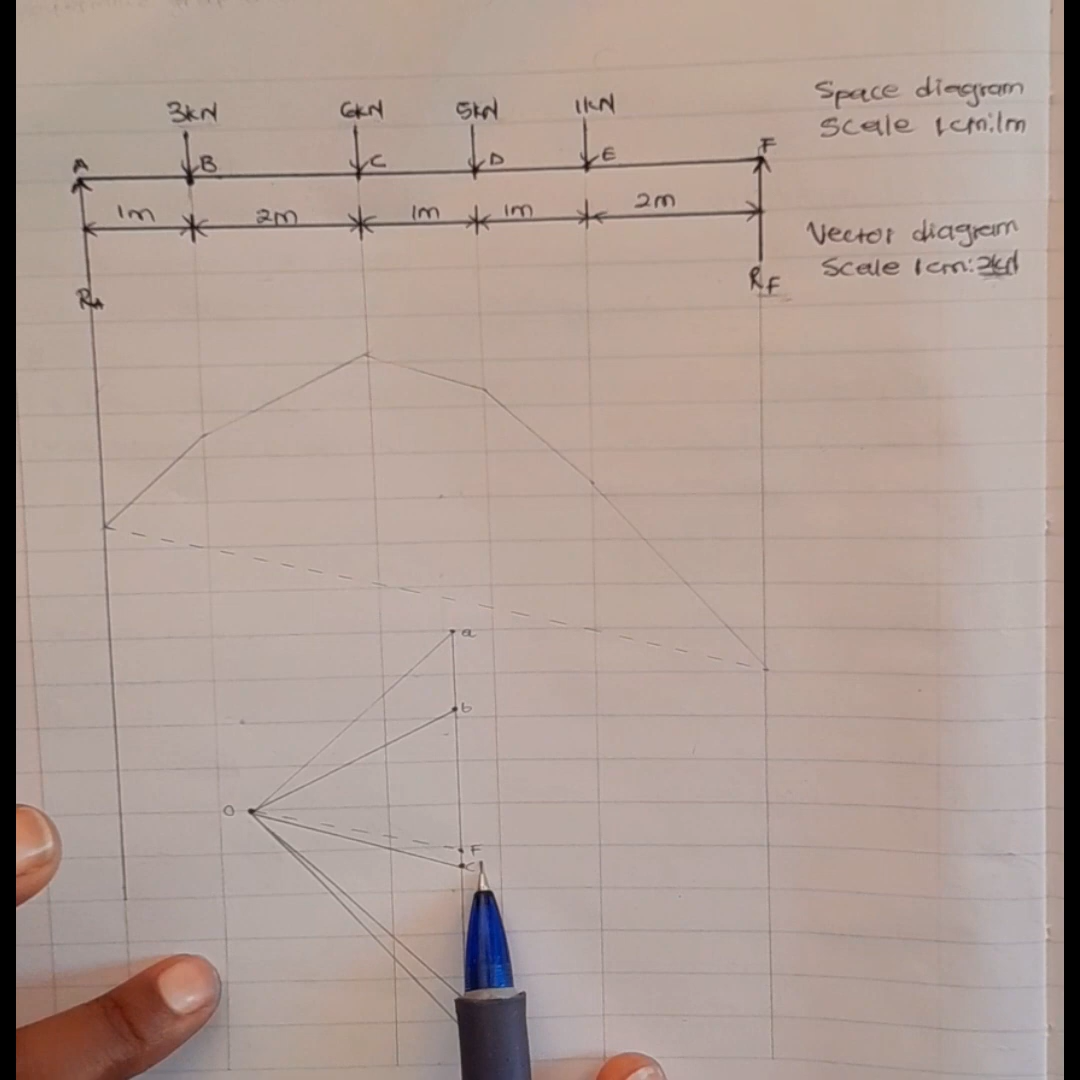 3kN 6kN 5kN 1kN
Space diagram
Scale 1cm:1m
A B C D E F
1m 2m 1m 1m 2m
Vector diagram
Scale 1cm:2kN
RA RF
a
b
O
F
C